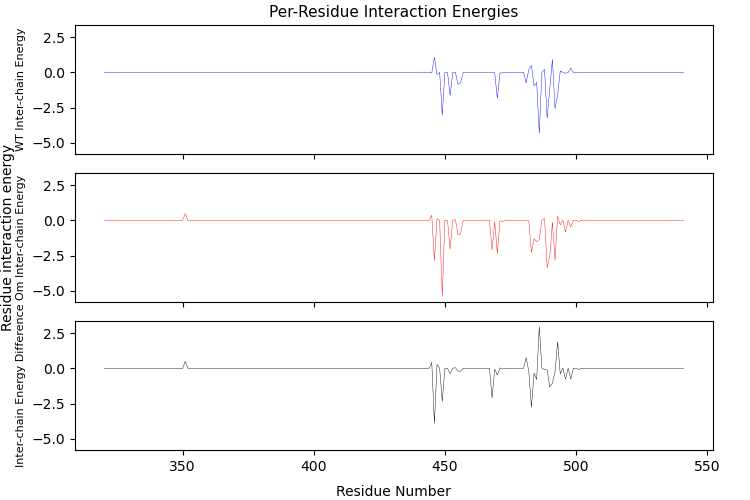 Per-Residue Interaction Energies
Residue interaction energy
WT Inter-chain Energy
2.5
0.0
−2.5
−5.0
Om Inter-chain Energy
2.5
0.0
−2.5
−5.0
Inter-chain Energy Difference
2.5
0.0
−2.5
−5.0
350
400
450
500
550
Residue Number